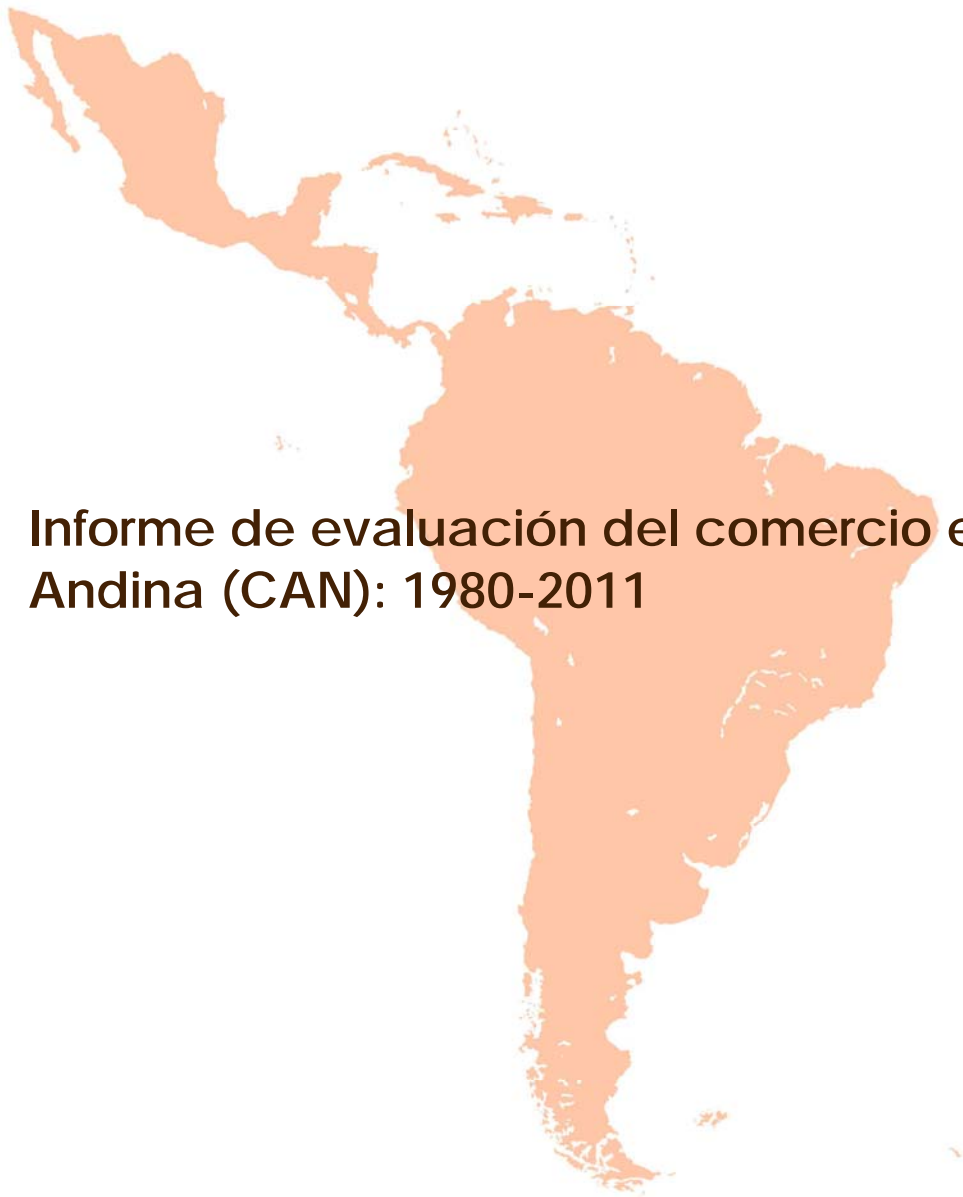 Informe de evaluación del comercio e
Andina (CAN): 1980-2011